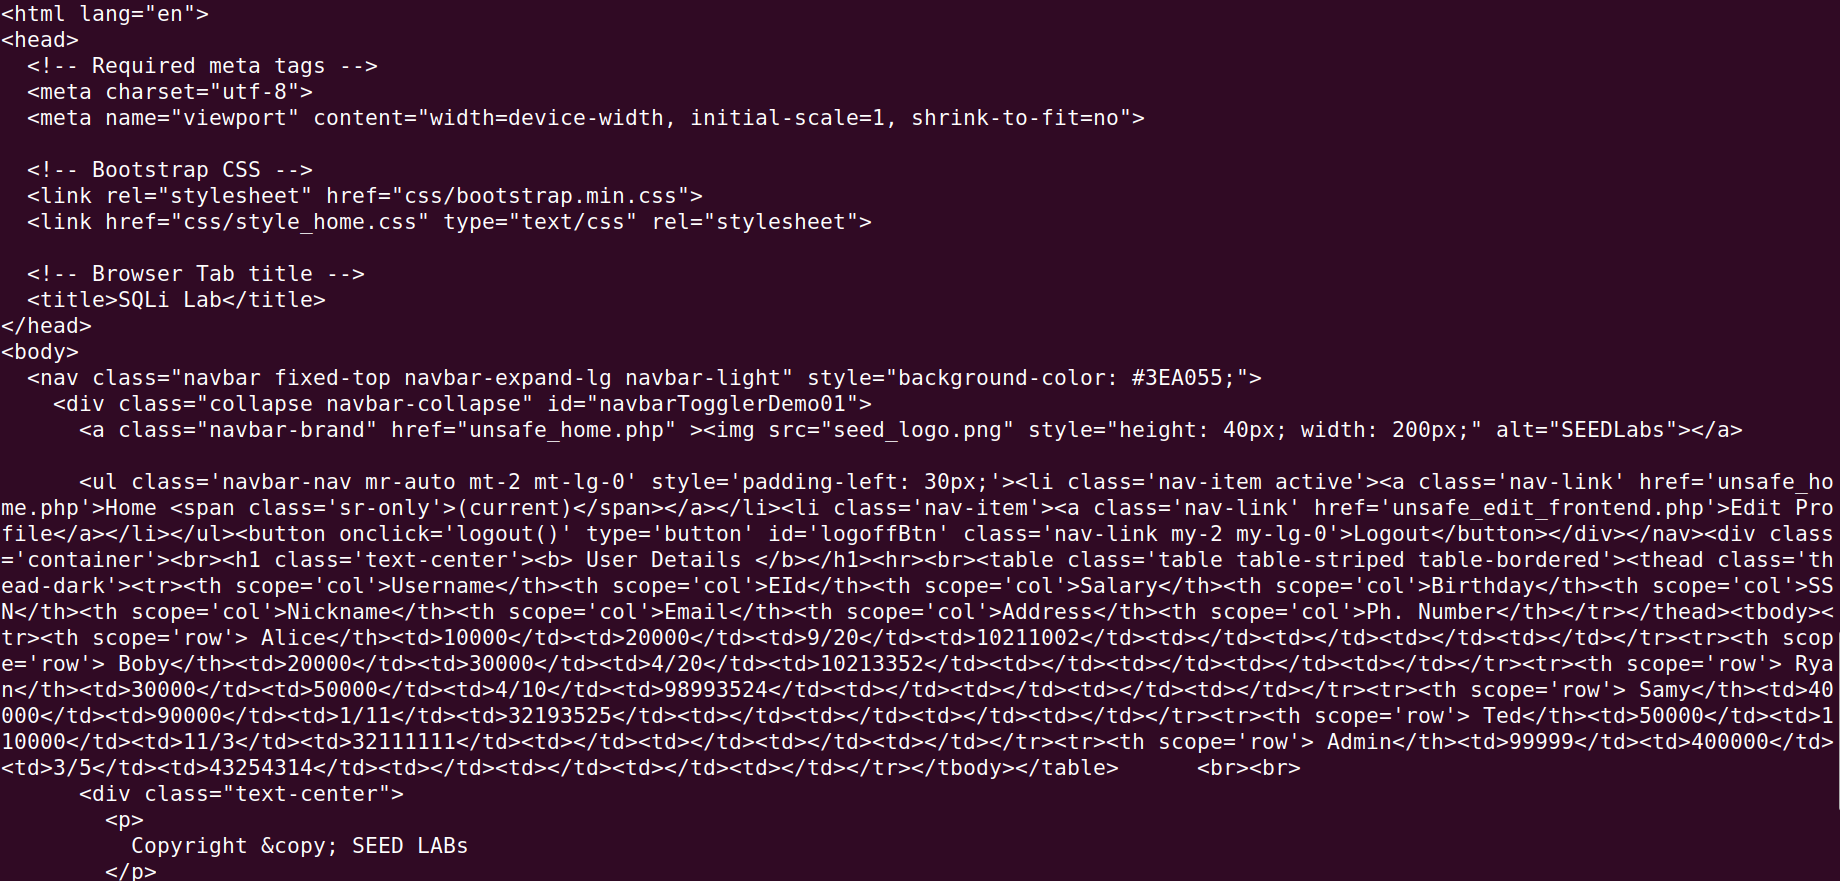 <html lang="en">
<head>
  <!-- Required meta tags -->
  <meta charset="utf-8">
  <meta name="viewport" content="width=device-width, initial-scale=1, shrink-to-fit=no">

  <!-- Bootstrap CSS -->
  <link rel="stylesheet" href="css/bootstrap.min.css">
  <link href="css/style_home.css" type="text/css" rel="stylesheet">

  <!-- Browser Tab title -->
  <title>SQLi Lab</title>
</head>
<body>
  <nav class="navbar fixed-top navbar-expand-lg navbar-light" style="background-color: #3EA055;">
    <div class="collapse navbar-collapse" id="navbarTogglerDemo01">
      <a class="navbar-brand" href="unsafe_home.php" ><img src="seed_logo.png" style="height: 40px; width: 200px;" alt="SEEDLabs"></a>

      <ul class='navbar-nav mr-auto mt-2 mt-lg-0' style='padding-left: 30px;'><li class='nav-item active'><a class='nav-link' href='unsafe_ho
me.php'>Home <span class='sr-only'>(current)</span></a></li><li class='nav-item'><a class='nav-link' href='unsafe_edit_frontend.php'>Edit Pro
file</a></li></ul><button onclick='logout()' type='button' id='logoffBtn' class='nav-link my-2 my-lg-0'>Logout</button></div></nav><div class
='container'><br><h1 class='text-center'><b> User Details </b></h1><hr><br><table class='table table-striped table-bordered'><thead class='th
ead-dark'><tr><th scope='col'>Username</th><th scope='col'>EId</th><th scope='col'>Salary</th><th scope='col'>Birthday</th><th scope='col'>SS
N</th><th scope='col'>Nickname</th><th scope='col'>Email</th><th scope='col'>Address</th><th scope='col'>Ph. Number</th></tr></thead><tbody><
tr><th scope='row'> Alice</th><td>10000</td><td>20000</td><td>9/20</td><td>10211002</td><td></td><td></td><td></td><td></td></tr><tr><th scop
e='row'> Boby</th><td>20000</td><td>30000</td><td>4/20</td><td>10213352</td><td></td><td></td><td></td><td></td></tr><tr><th scope='row'> Rya
n</th><td>30000</td><td>50000</td><td>4/10</td><td>98993524</td><td></td><td></td><td></td><td></td></tr><tr><th scope='row'> Samy</th><td>40
000</td><td>90000</td><td>1/11</td><td>32193525</td><td></td><td></td><td></td><td></td></tr><tr><th scope='row'> Ted</th><td>50000</td><td>1
10000</td><td>11/3</td><td>32111111</td><td></td><td></td><td></td><td></td></tr><tr><th scope='row'> Admin</th><td>99999</td><td>400000</td>
<td>3/5</td><td>43254314</td><td></td><td></td><td></td><td></td></tr></tbody></table>      <br><br>
      <div class="text-center">
        <p>
          Copyright &copy; SEED LABs
        </p>